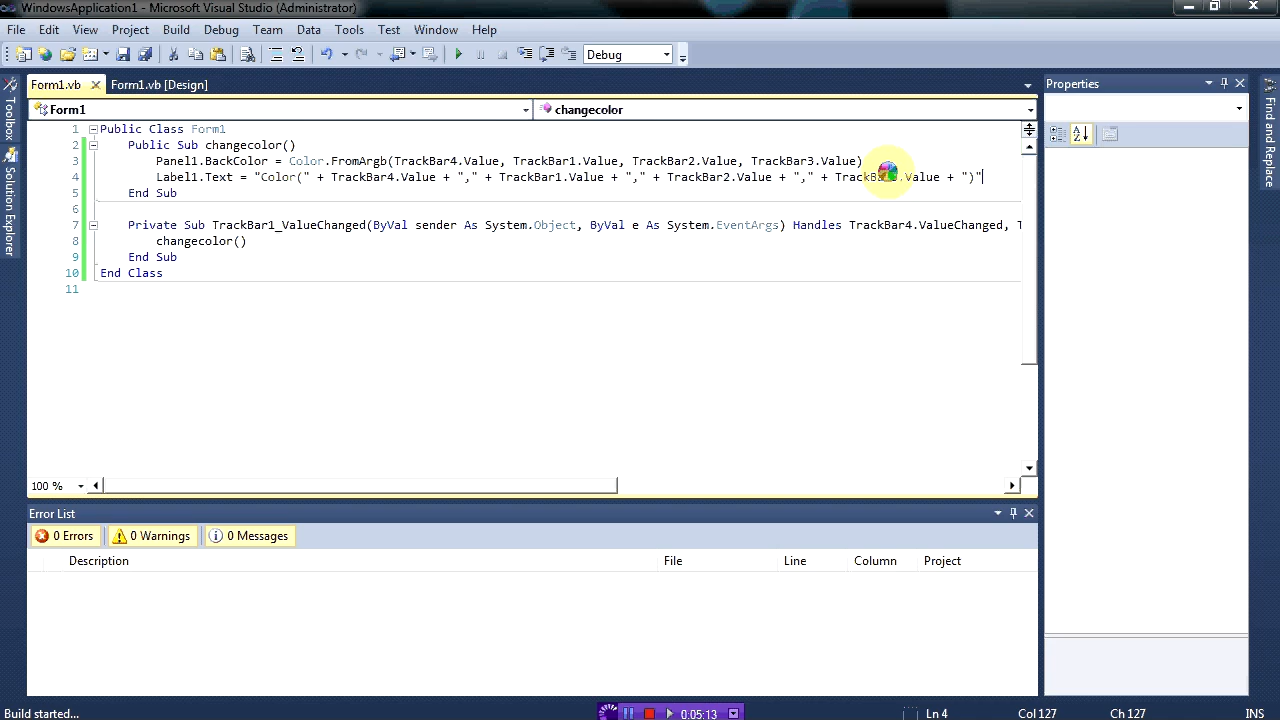 WindowsApplication1 - Microsoft Visual Studio (Administrator)
File Edit View Project Build Debug Team Data Tools Test Window Help
Debug
Form1.vb Form1.vb [Design]
Properties
Toolbox
Solution Explorer
Find and Replace
Form1 changecolor
1 Public Class Form1
2 Public Sub changecolor()
3 Panel1.BackColor = Color.FromArgb(TrackBar4.Value, TrackBar1.Value, TrackBar2.Value, TrackBar3.Value)
4 Label1.Text = "Color(" + TrackBar4.Value + "," + TrackBar1.Value + "," + TrackBar2.Value + "," + .Value + ")"
5 End Sub
6
7 Private Sub TrackBar1_ValueChanged(ByVal sender As System.Object, ByVal e As System.EventArgs) Handles TrackBar4.ValueChanged, T
8 changecolor()
9 End Sub
10 End Class
11
100 %
Error List
0 Errors 0 Warnings 0 Messages
Description File Line Column Project
Build started... 00:05:13 Ln 4 Col 127 Ch 127 INS